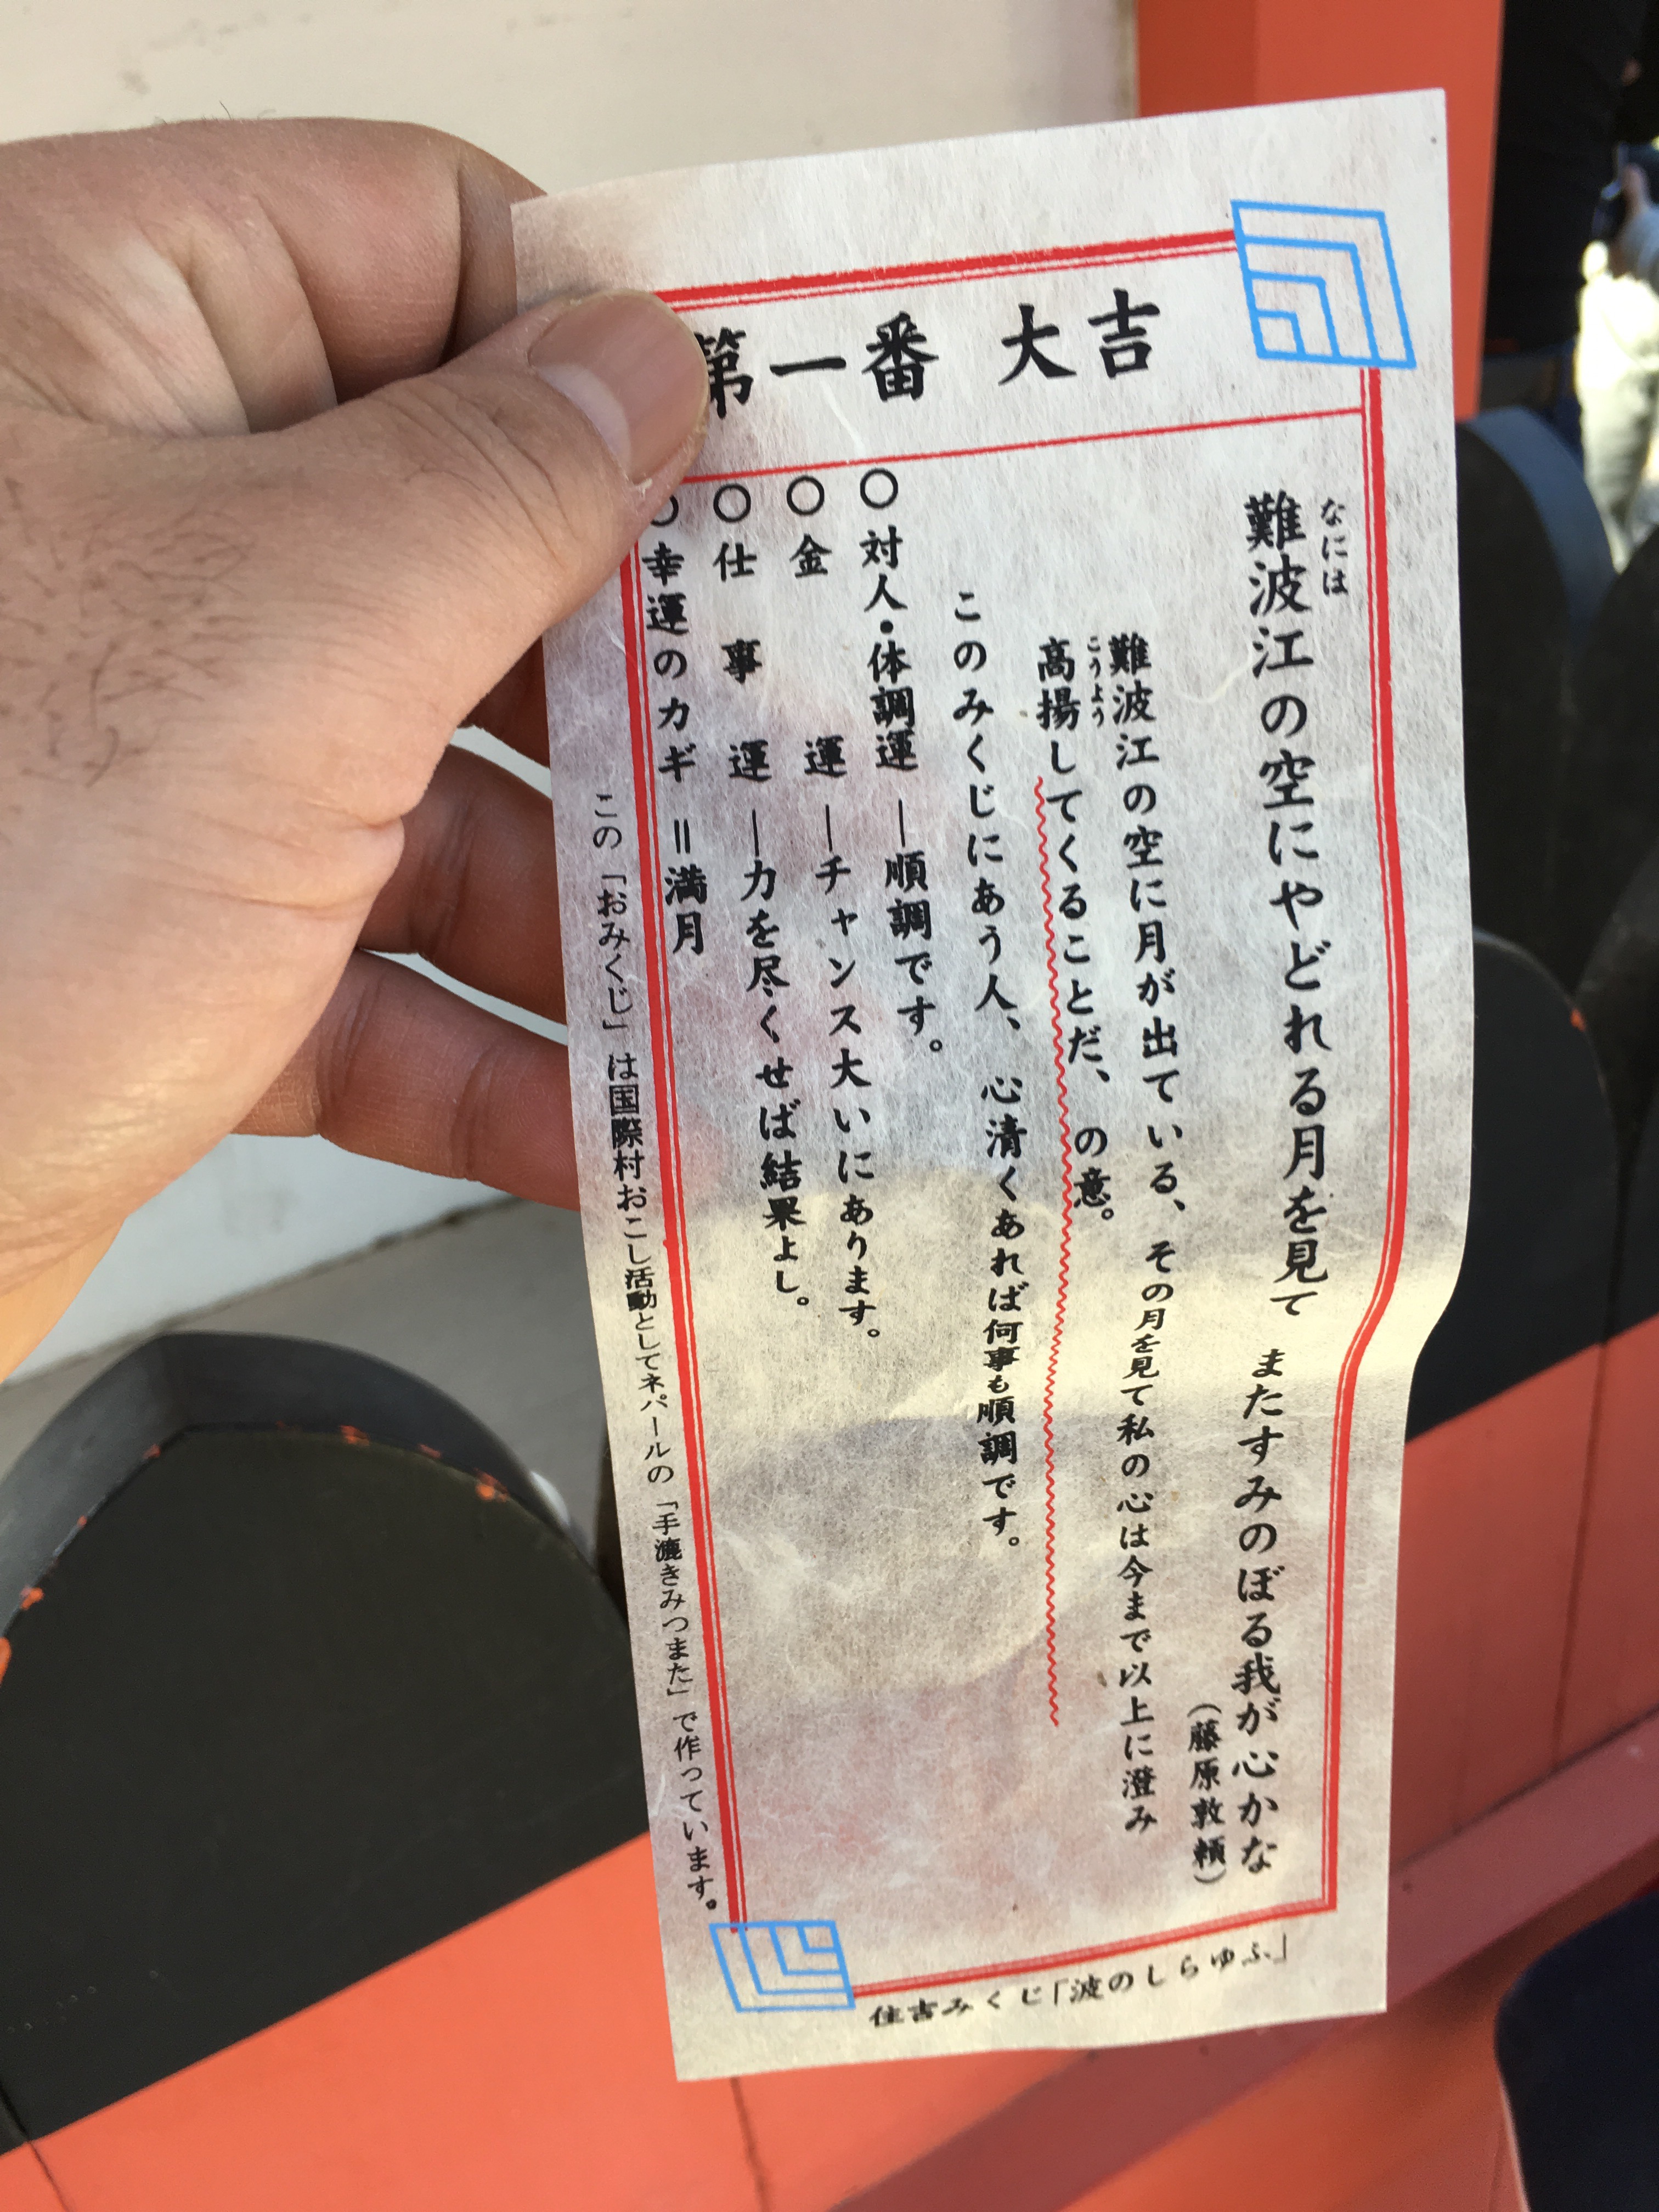 第一番 大吉
難波江の空にやどれる月を見て またすみのぼる我が心かな
なには
(藤原敦頼)
難波江の空に月が出ている、その月を見て私の心は今まで以上に澄み
高揚してくることだ、の意。
こうよう
このみくじにあう人、心清くあれば何事も順調です。
○対人・体調運―順調です。
○金運―チャンス大いにあります。
○仕事運―力を尽くせば結果よし。
○幸運のカギ=満月
この「おみくじ」は国際村おこし活動としてネパールの「手漉きみつまた」で作っています。
住吉みくじ「波のしらゆふ」